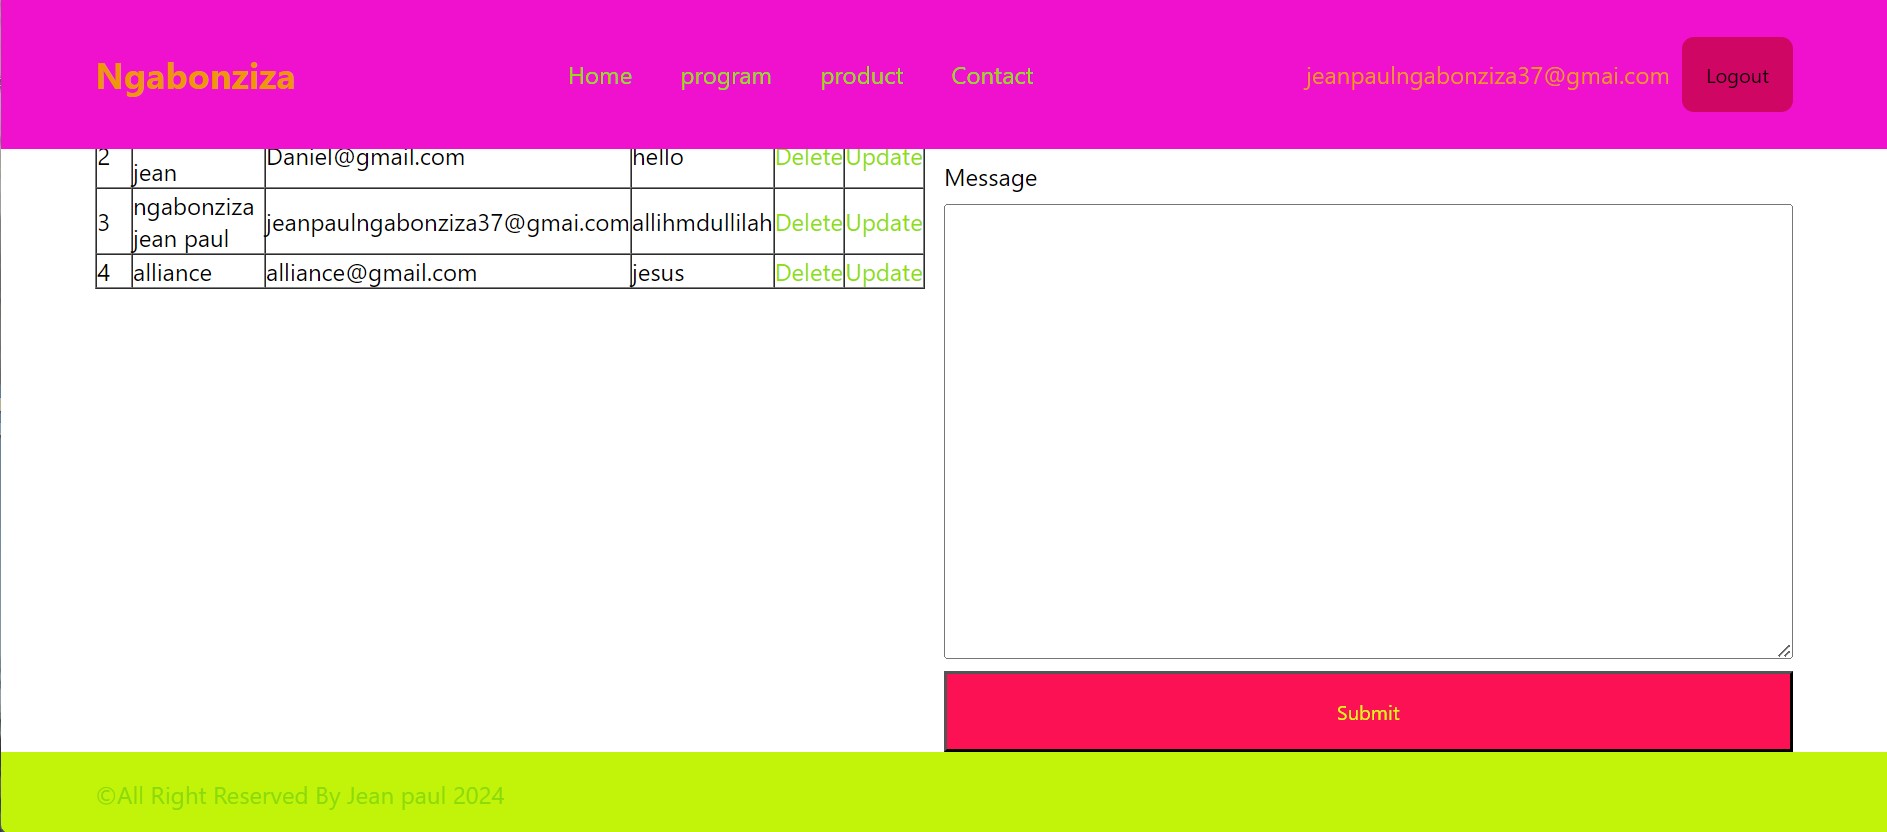 Ngabonziza
Home program product Contact
jeanpaulngabonziza37@gmai.com Logout
2 jean Daniel@gmail.com hello Delete Update
3 ngabonziza jean paul jeanpaulngabonziza37@gmai.com allihmdullilah Delete Update
4 alliance alliance@gmail.com jesus Delete Update
Message
Submit
©All Right Reserved By Jean paul 2024